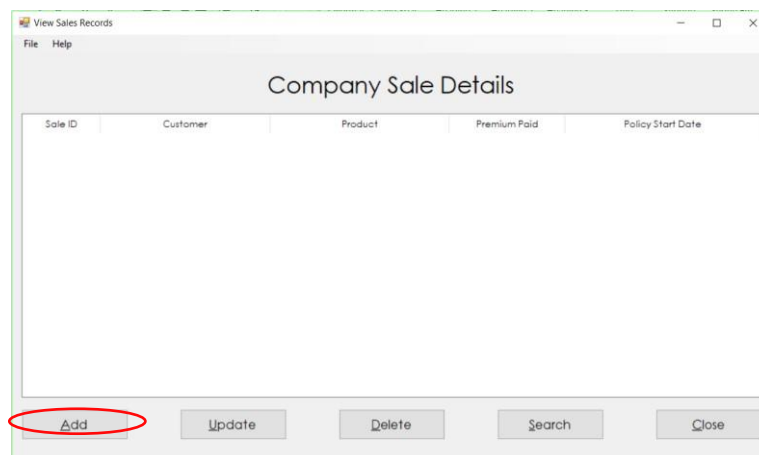 View Sales Records
File Help
Company Sale Details
Sale ID Customer Product Premium Paid Policy Start Date
Add Update Delete Search Close